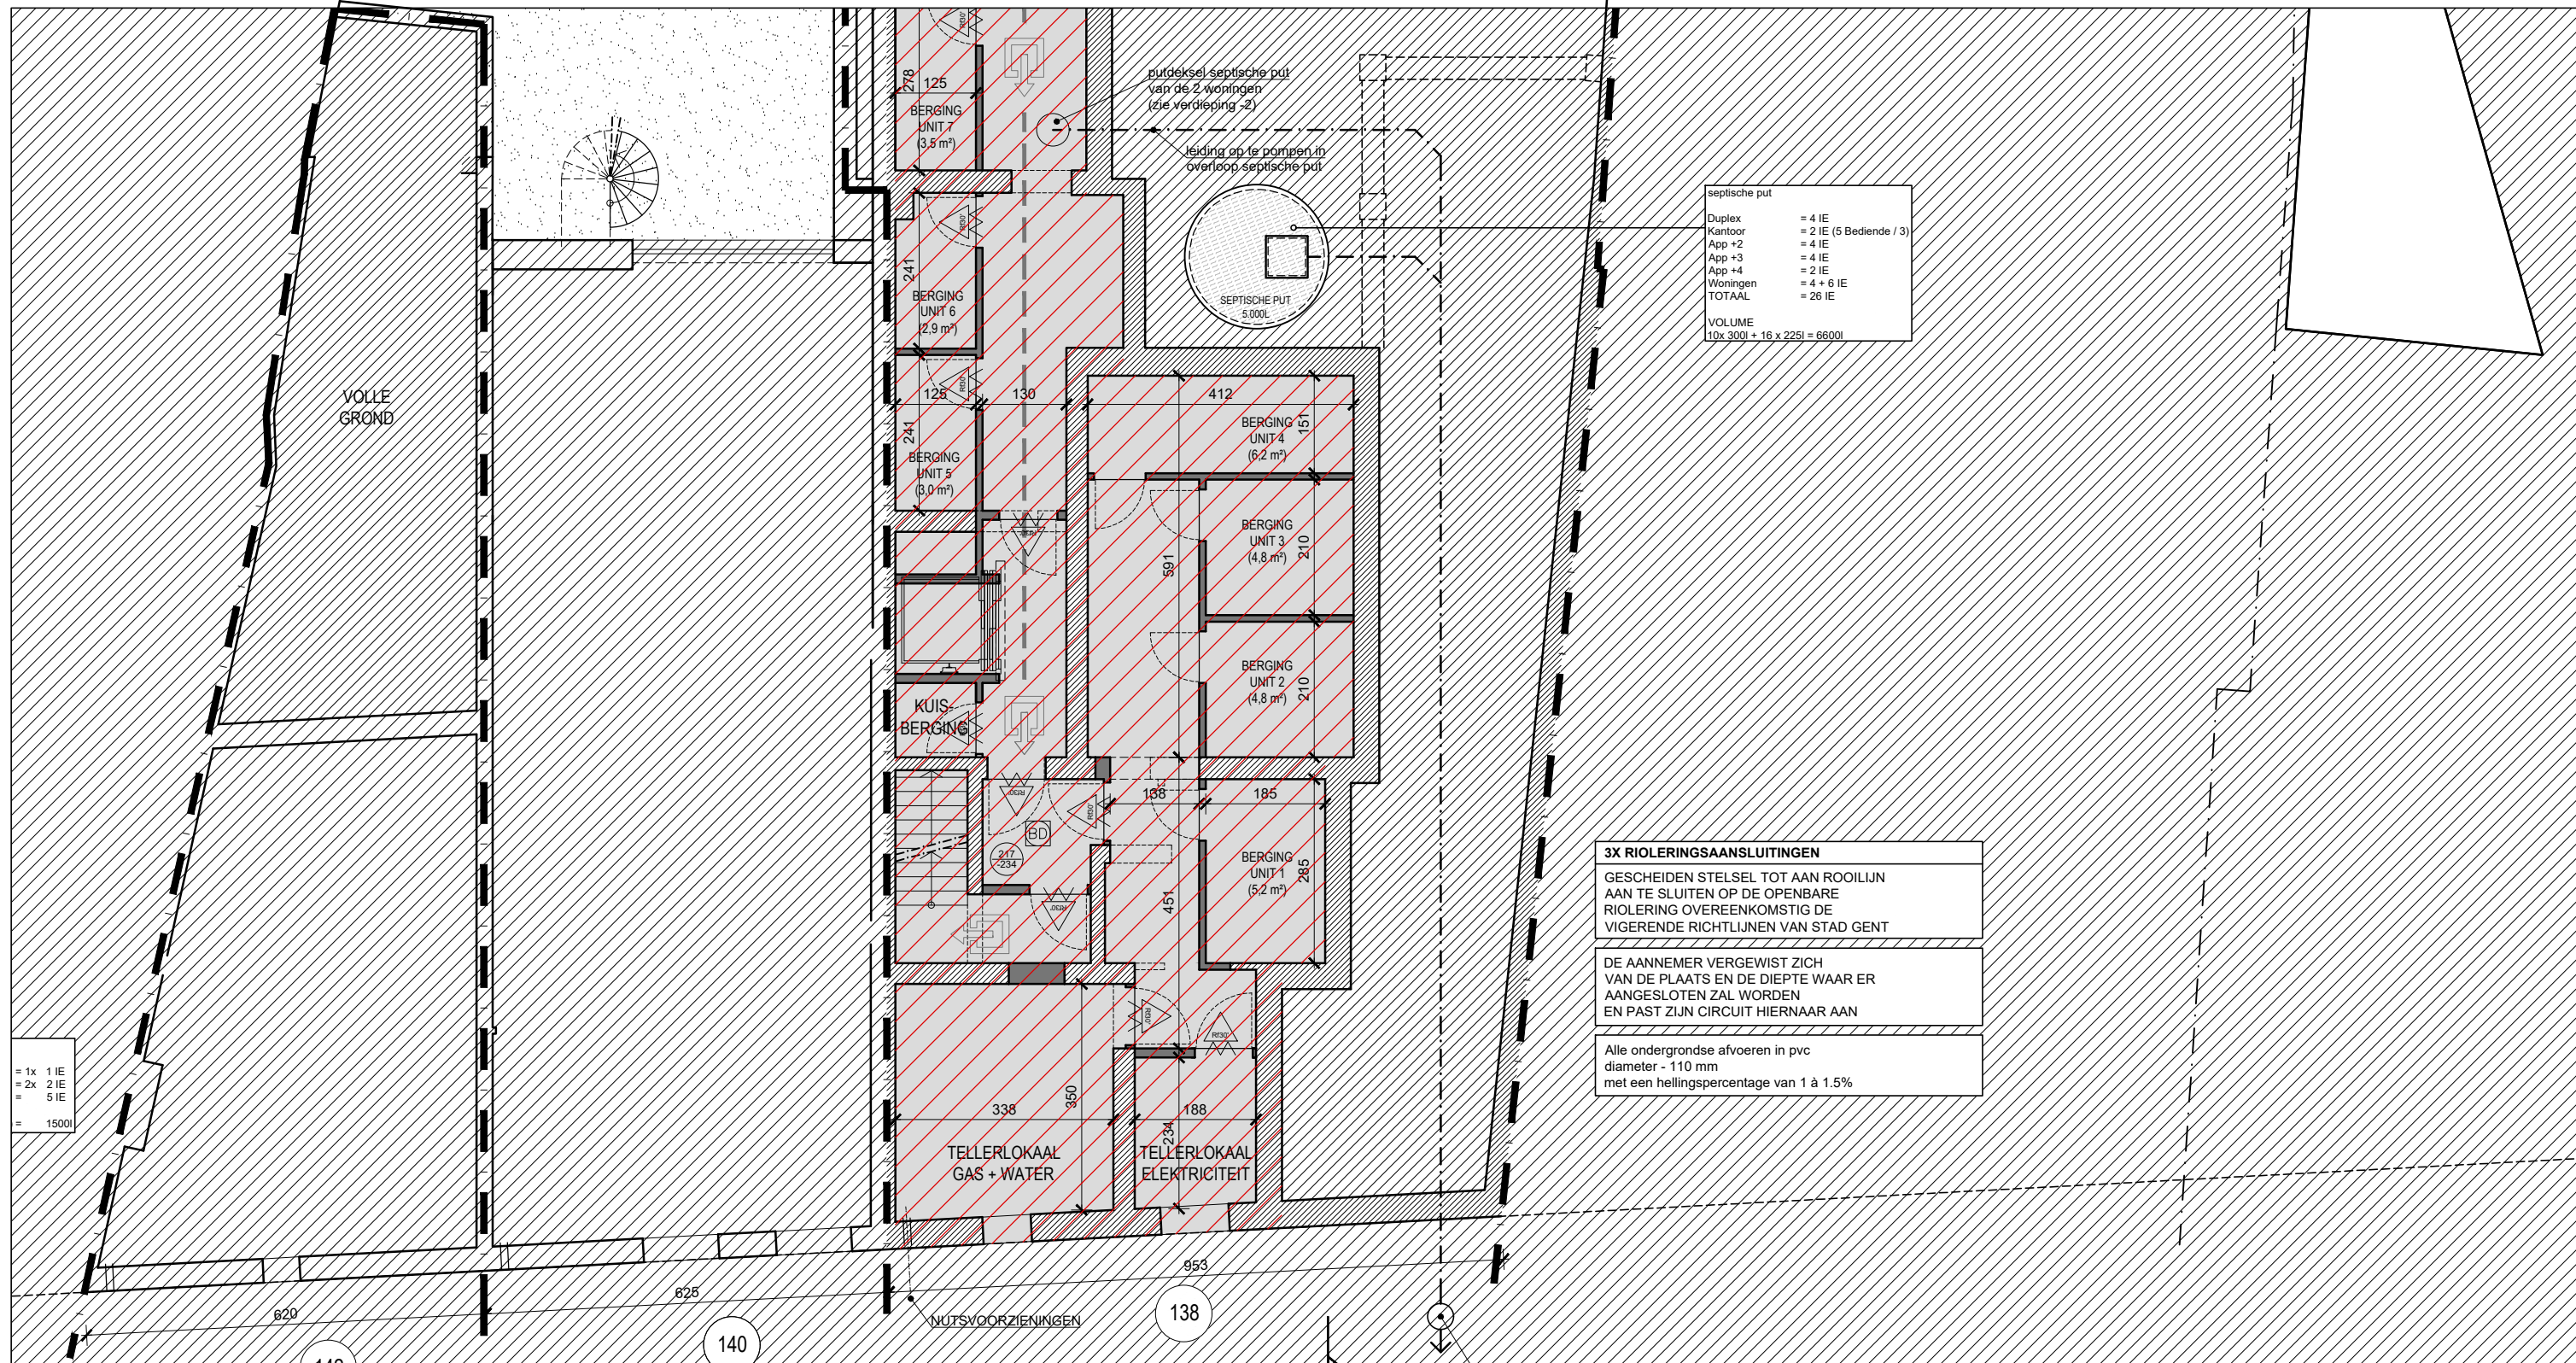 278
125
BERGING
UNIT 7
(3,5 m²)
putdeksel septische put
van de 2 woningen
(zie verdieping -2)
leiding op te pompen in
overloop septische put
septische put
Duplex = 4 IE
Kantoor = 2 IE (5 Bediende / 3)
App +2 = 4 IE
App +3 = 4 IE
App +4 = 2 IE
Woningen = 4 + 6 IE
TOTAAL = 26 IE
VOLUME
10x 300l + 16 x 225l = 6600l
SEPTISCHE PUT
5.000L
241
BERGING
UNIT 6
(2,9 m²)
VOLLE
GROND
125
130
412
241
BERGING
UNIT 5
(3,0 m²)
BERGING
UNIT 4
(6,2 m²)
151
BERGING
UNIT 3
(4,8 m²)
210
591
BERGING
UNIT 2
(4,8 m²)
210
KUIS-
BERGING
138
185
Rf30'
Rf30'
BD
217
-234
BERGING
UNIT 1
(5,2 m²)
285
451
Rf30'
Rf30'
Rf30'
3X RIOLERINGSAANSLUITINGEN
GESCHEIDEN STELSEL TOT AAN ROOILIJN
AAN TE SLUITEN OP DE OPENBARE
RIOLERING OVEREENKOMSTIG DE
VIGERENDE RICHTLIJNEN VAN STAD GENT
DE AANNEMER VERGEWIST ZICH
VAN DE PLAATS EN DE DIEPTE WAAR ER
AANGESLOTEN ZAL WORDEN
EN PAST ZIJN CIRCUIT HIERNAAR AAN
Alle ondergrondse afvoeren in pvc
diameter - 110 mm
met een hellingspercentage van 1 à 1.5%
= 1x 1 IE
= 2x 2 IE
= 5 IE
= 1500l
338
350
188
234
TELLERLOKAAL
GAS + WATER
TELLERLOKAAL
ELEKTRICITEIT
620
625
953
NUTSVOORZIENINGEN
138
140